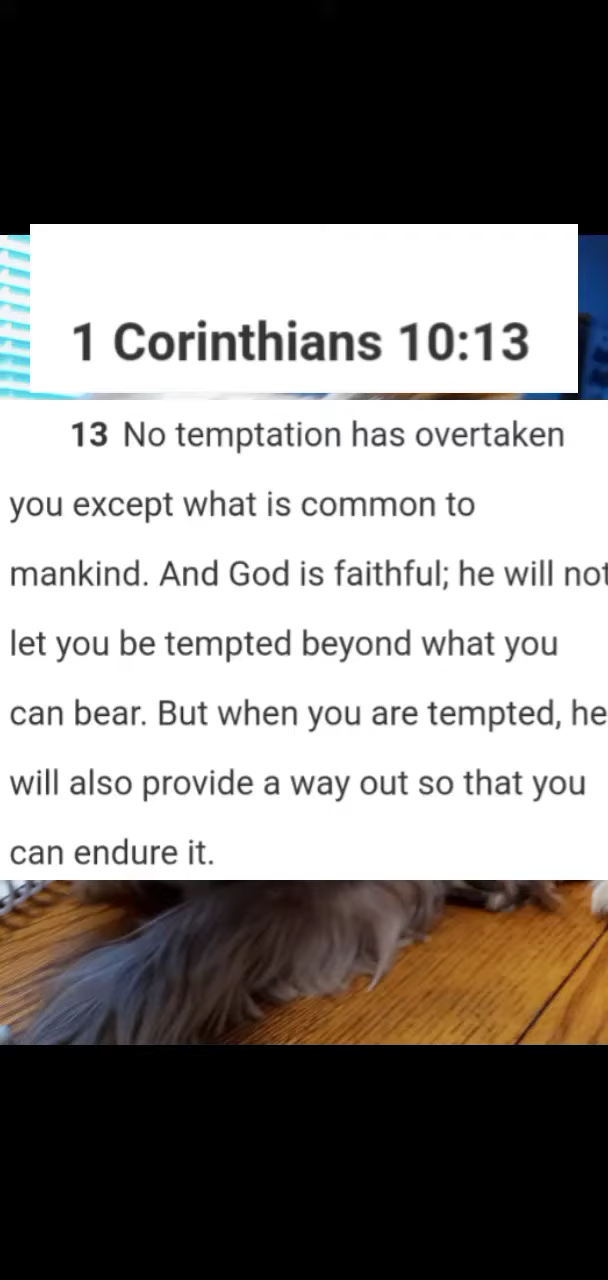 1 Corinthians 10:13
13 No temptation has overtaken
you except what is common to
mankind. And God is faithful; he will not
let you be tempted beyond what you
can bear. But when you are tempted, he
will also provide a way out so that you
can endure it.